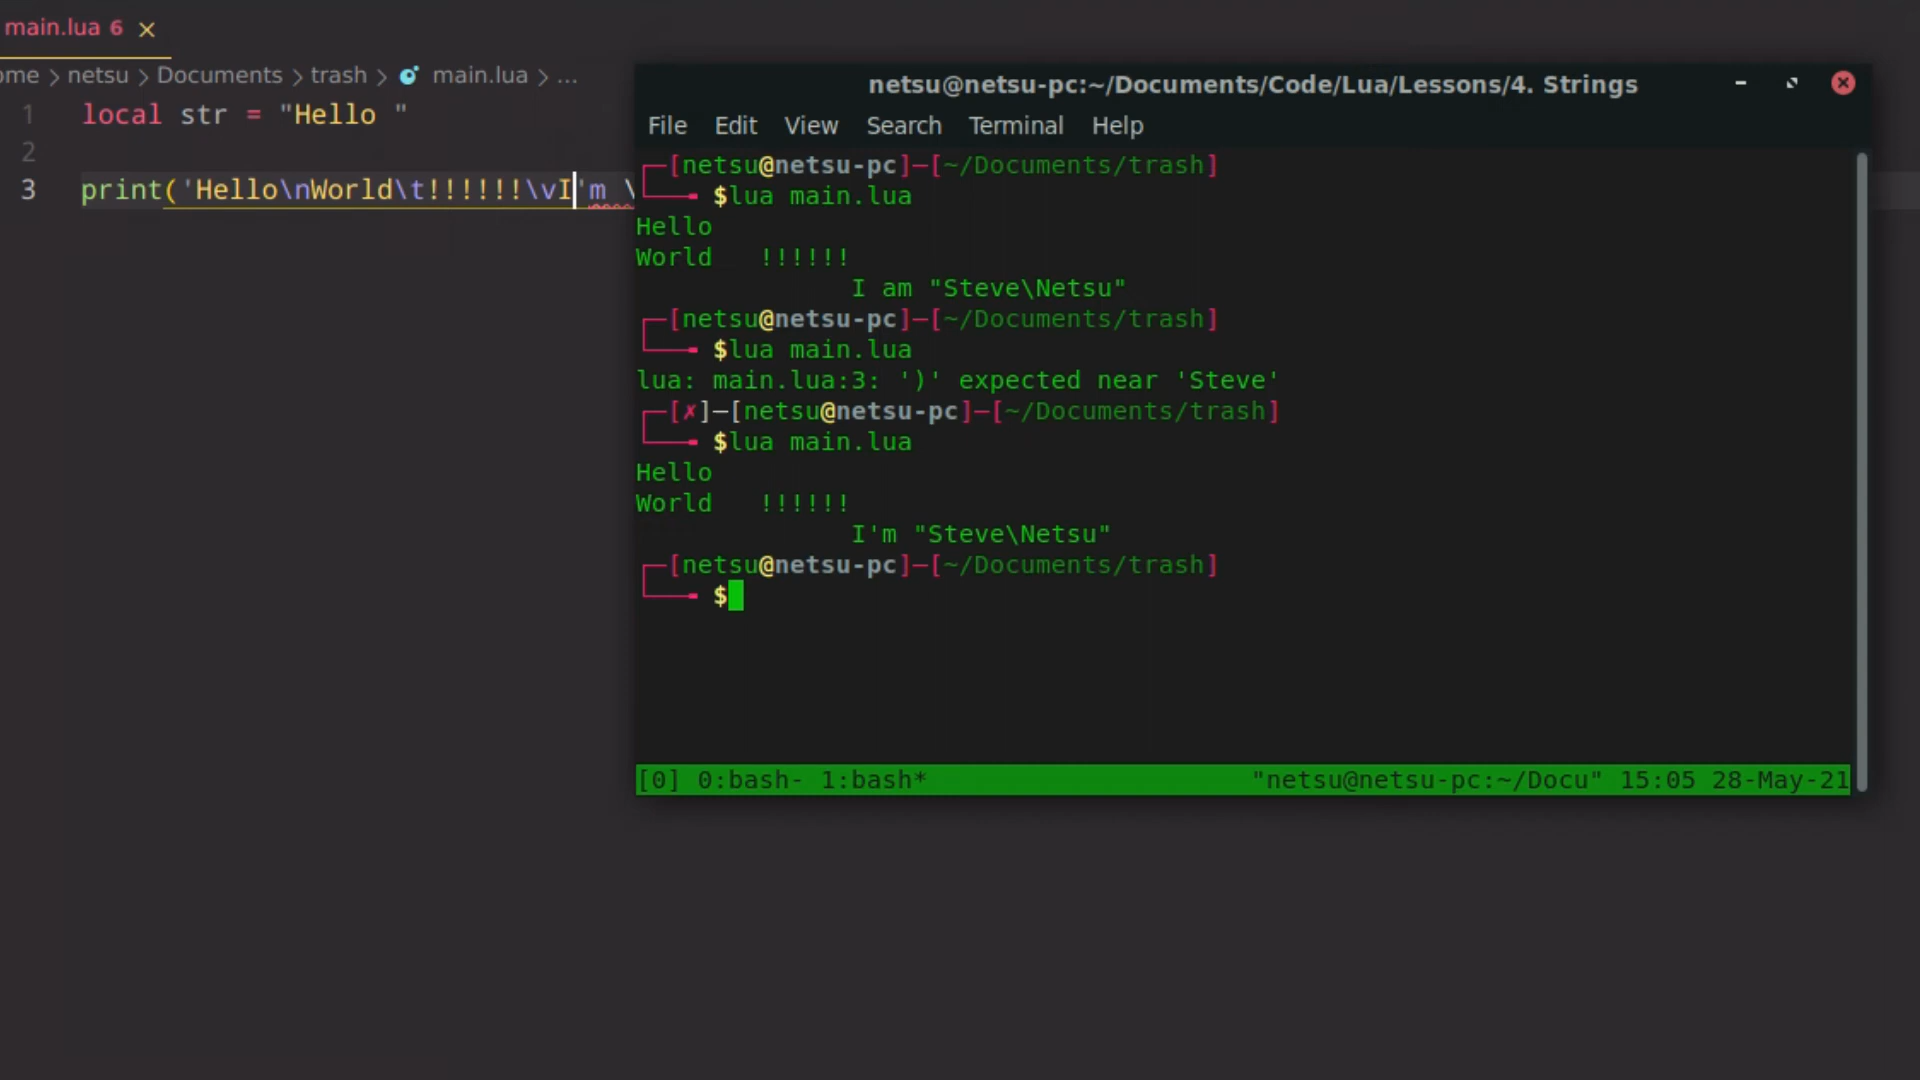 main.lua 6 ×
ome > netsu > Documents > trash > main.lua > ...
1 local str = "Hello "
2
3 print('Hello\nWorld\t!!!!!!\vI'm \
netsu@netsu-pc:~/Documents/Code/Lua/Lessons/4. Strings
File Edit View Search Terminal Help
┌─[netsu@netsu-pc]─[~/Documents/trash]
└──╼ $lua main.lua
Hello
World   !!!!!!
              I am "Steve\Netsu"
┌─[netsu@netsu-pc]─[~/Documents/trash]
└──╼ $lua main.lua
lua: main.lua:3: ')' expected near 'Steve'
┌─[✗]─[netsu@netsu-pc]─[~/Documents/trash]
└──╼ $lua main.lua
Hello
World   !!!!!!
              I'm "Steve\Netsu"
┌─[netsu@netsu-pc]─[~/Documents/trash]
└──╼ $
[0] 0:bash- 1:bash* "netsu@netsu-pc:~/Docu" 15:05 28-May-21